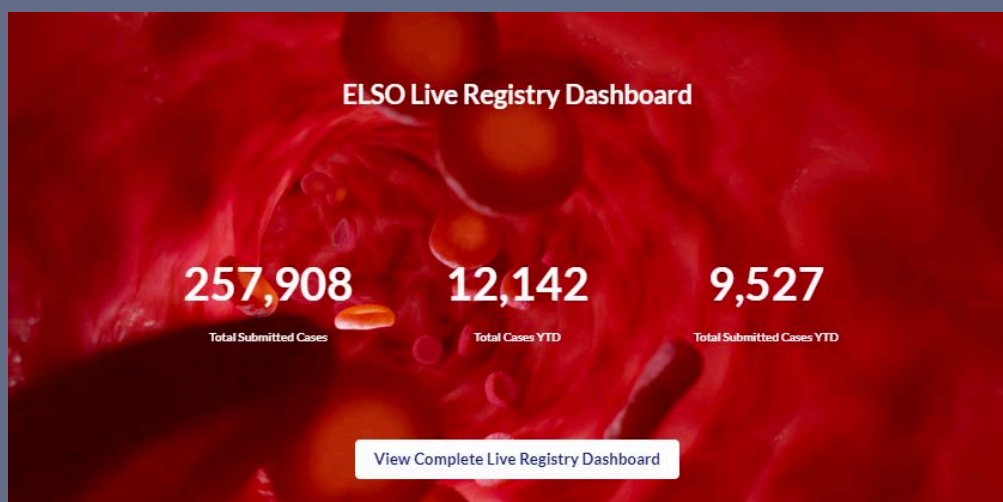 ELSO Live Registry Dashboard
257,908 12,142 9,527
Total Submitted Cases Total Cases YTD Total Submitted Cases YTD
View Complete Live Registry Dashboard